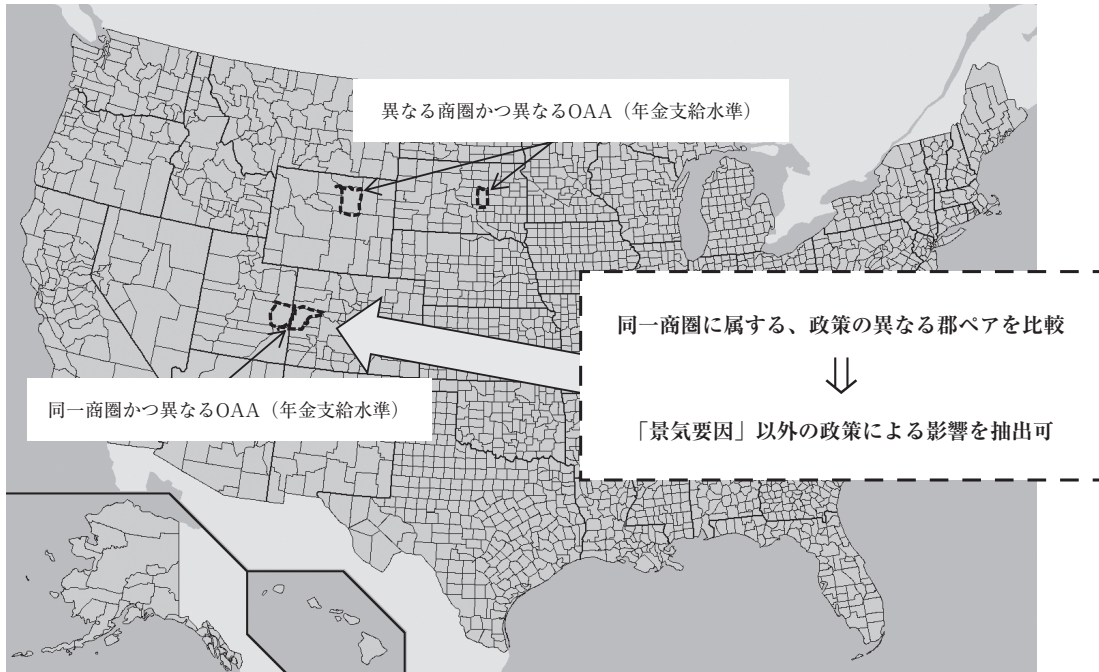 異なる商圏かつ異なるOAA（年金支給水準）
同一商圏に属する、政策の異なる郡ペアを比較
⇓
「景気要因」以外の政策による影響を抽出可
同一商圏かつ異なるOAA（年金支給水準）